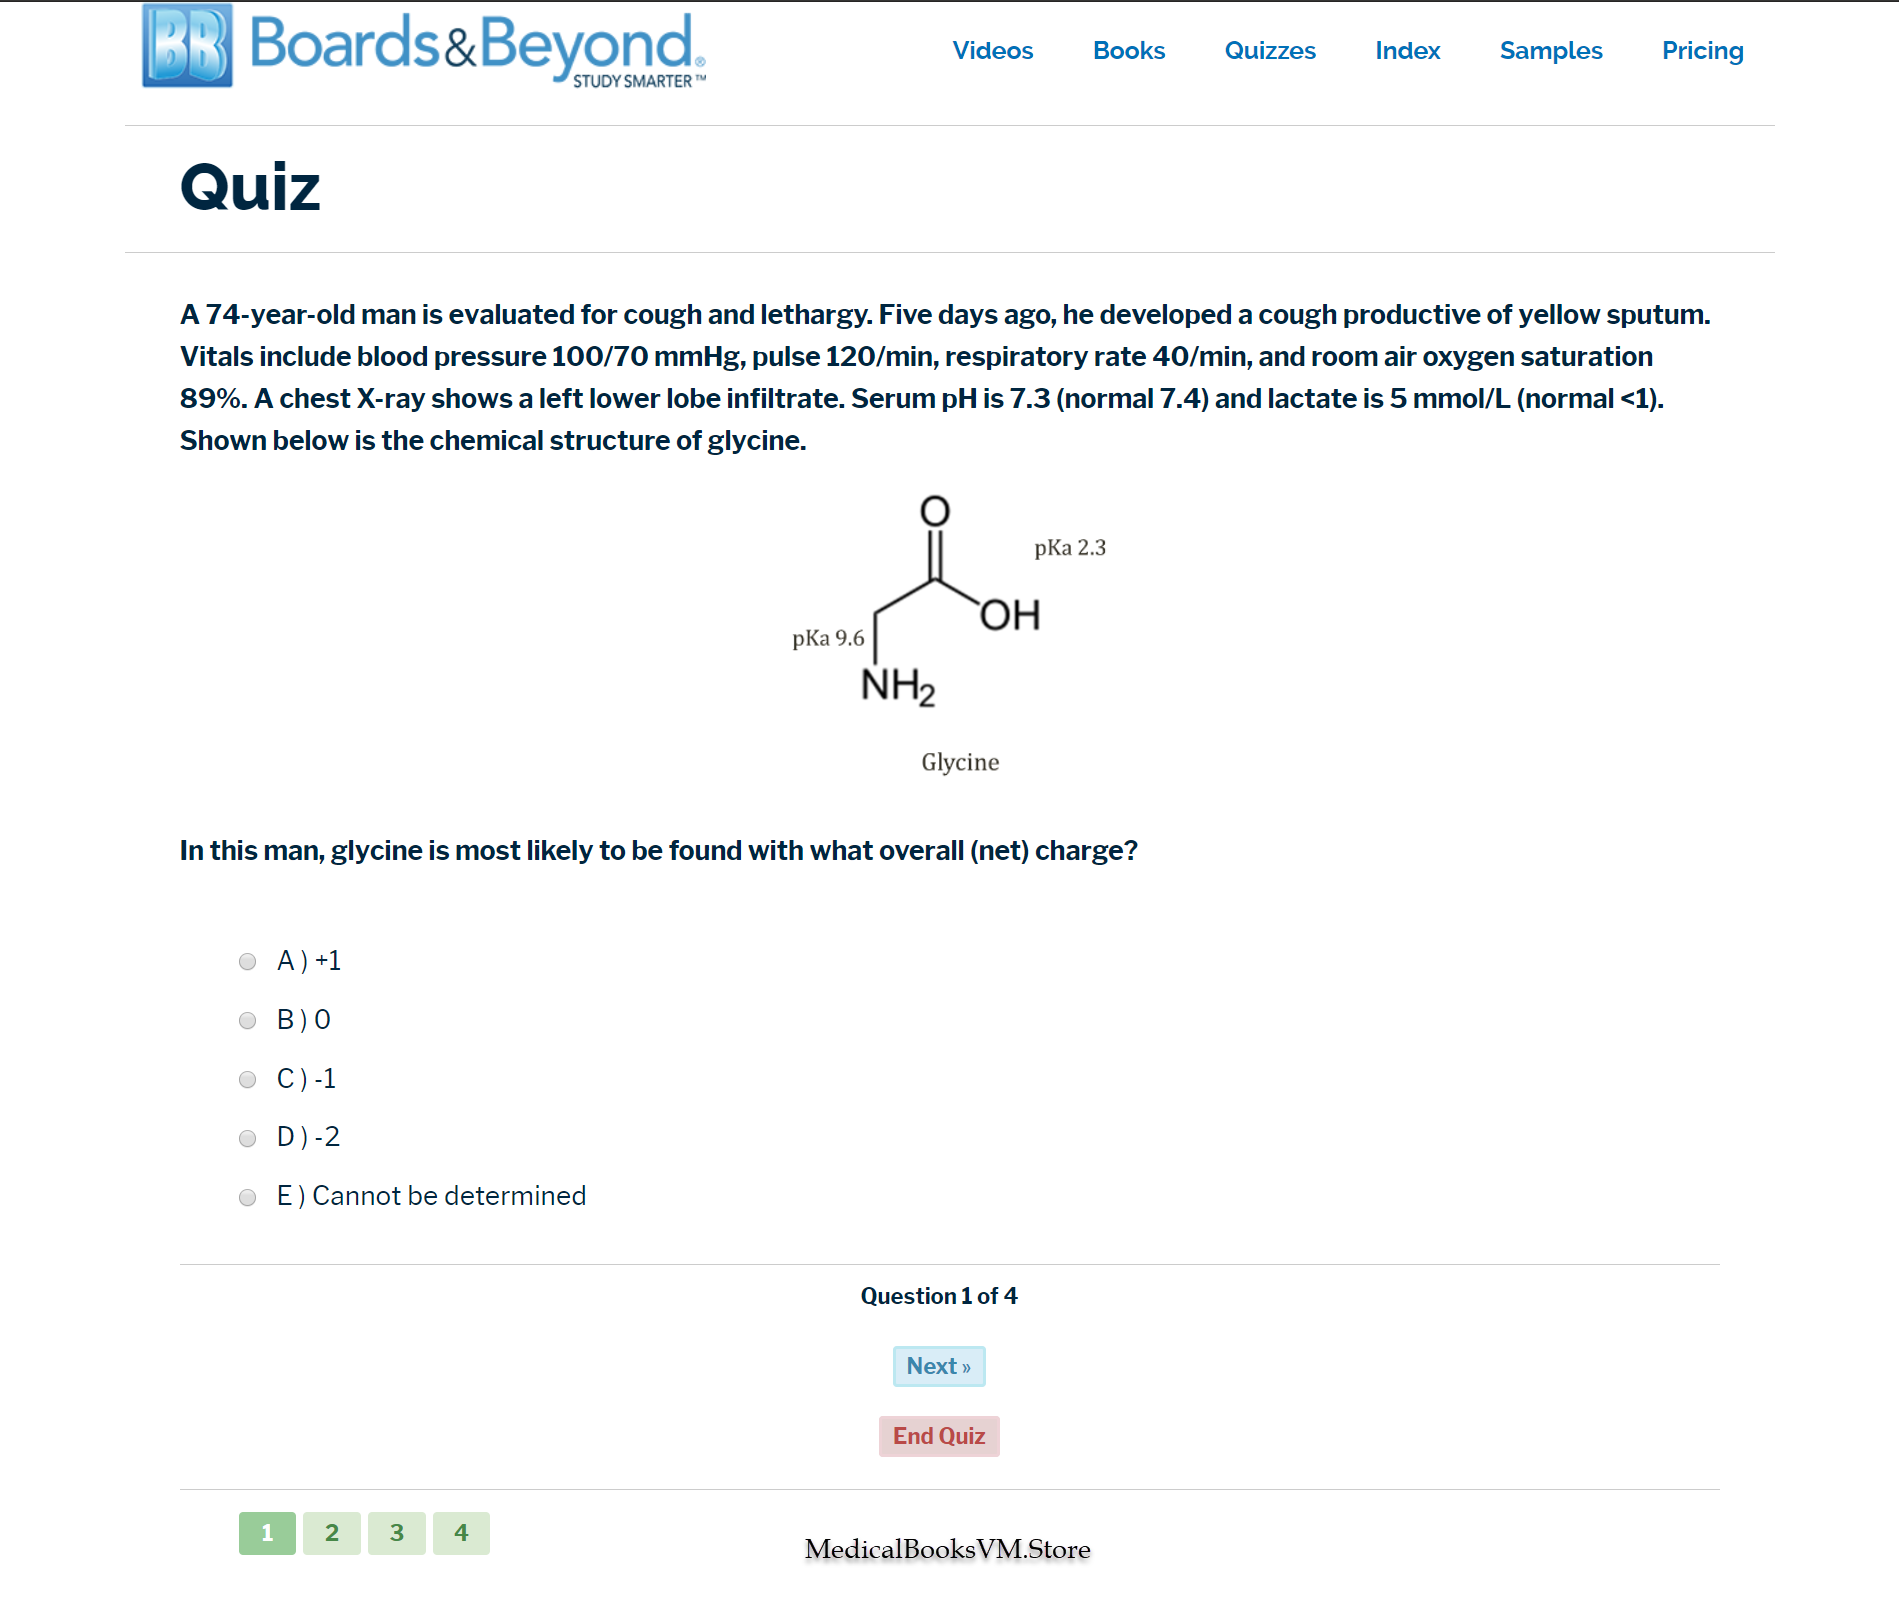 BB Boards&Beyond®
STUDY SMARTER™
Videos Books Quizzes Index Samples Pricing
Quiz
A 74-year-old man is evaluated for cough and lethargy. Five days ago, he developed a cough productive of yellow sputum.
Vitals include blood pressure 100/70 mmHg, pulse 120/min, respiratory rate 40/min, and room air oxygen saturation
89%. A chest X-ray shows a left lower lobe infiltrate. Serum pH is 7.3 (normal 7.4) and lactate is 5 mmol/L (normal <1).
Shown below is the chemical structure of glycine.
O
pKa 2.3
OH
pKa 9.6
NH2
Glycine
In this man, glycine is most likely to be found with what overall (net) charge?
A ) +1
B ) 0
C ) -1
D ) -2
E ) Cannot be determined
Question 1 of 4
Next »
End Quiz
1 2 3 4
MedicalBooksVM.Store